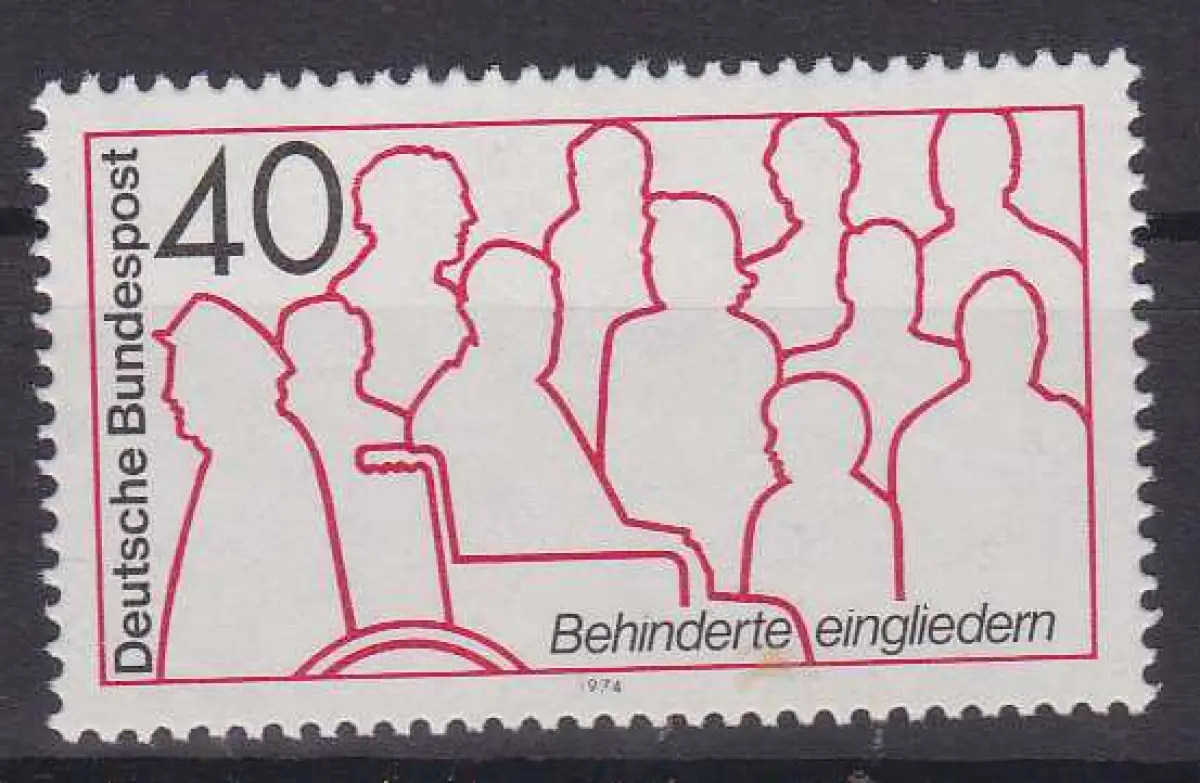 Deutsche Bundespost
40
Behinderte eingliedern
1974